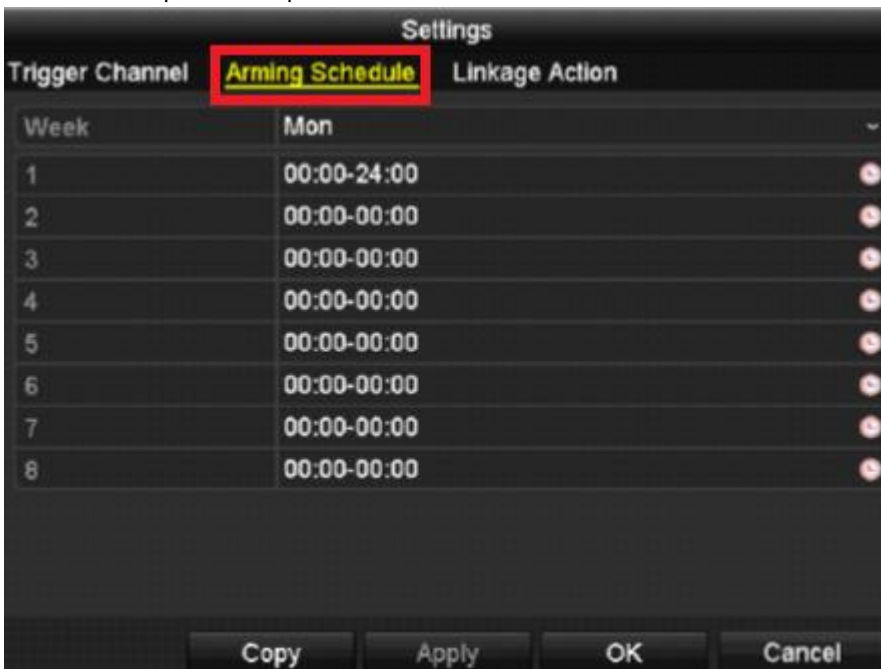 Settings
Trigger Channel Arming Schedule Linkage Action
Week Mon
1 00:00-24:00
2 00:00-00:00
3 00:00-00:00
4 00:00-00:00
5 00:00-00:00
6 00:00-00:00
7 00:00-00:00
8 00:00-00:00
Copy Apply OK Cancel